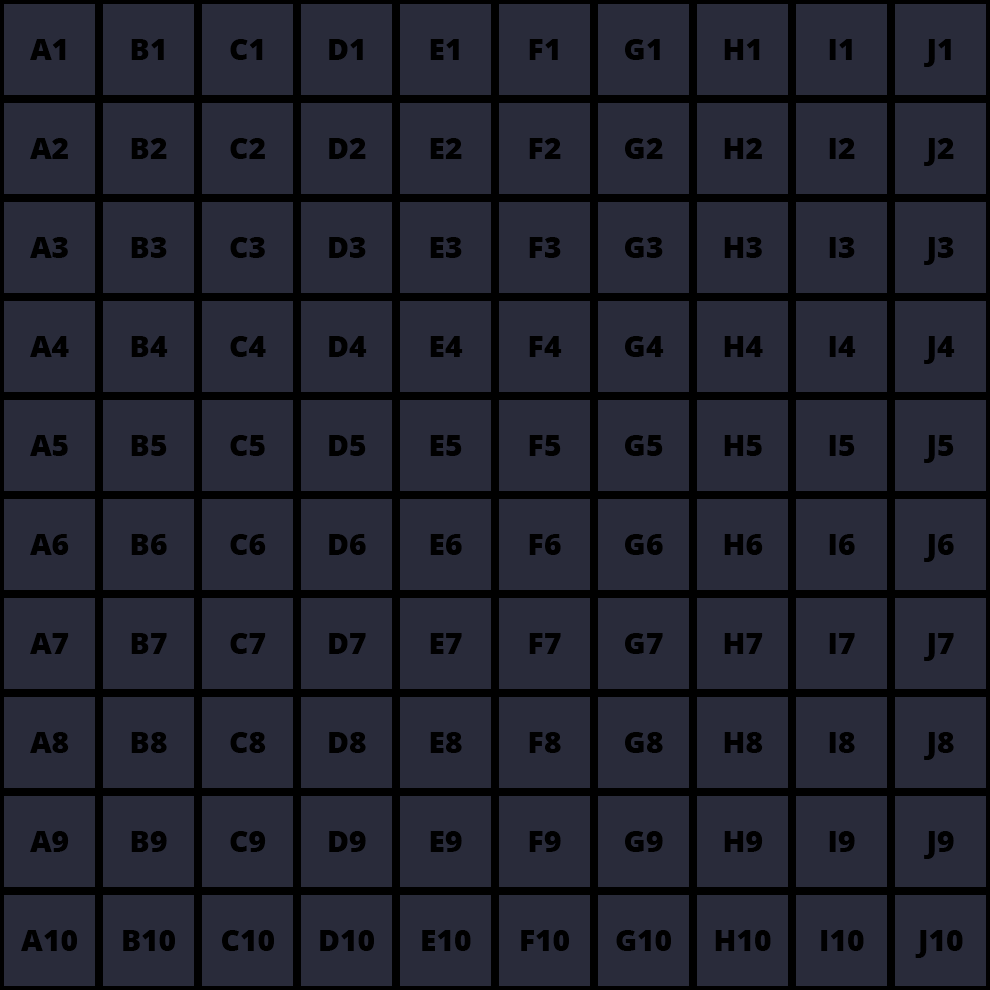 A1 B1 C1 D1 E1 F1 G1 H1 I1 J1
A2 B2 C2 D2 E2 F2 G2 H2 I2 J2
A3 B3 C3 D3 E3 F3 G3 H3 I3 J3
A4 B4 C4 D4 E4 F4 G4 H4 I4 J4
A5 B5 C5 D5 E5 F5 G5 H5 I5 J5
A6 B6 C6 D6 E6 F6 G6 H6 I6 J6
A7 B7 C7 D7 E7 F7 G7 H7 I7 J7
A8 B8 C8 D8 E8 F8 G8 H8 I8 J8
A9 B9 C9 D9 E9 F9 G9 H9 I9 J9
A10 B10 C10 D10 E10 F10 G10 H10 I10 J10